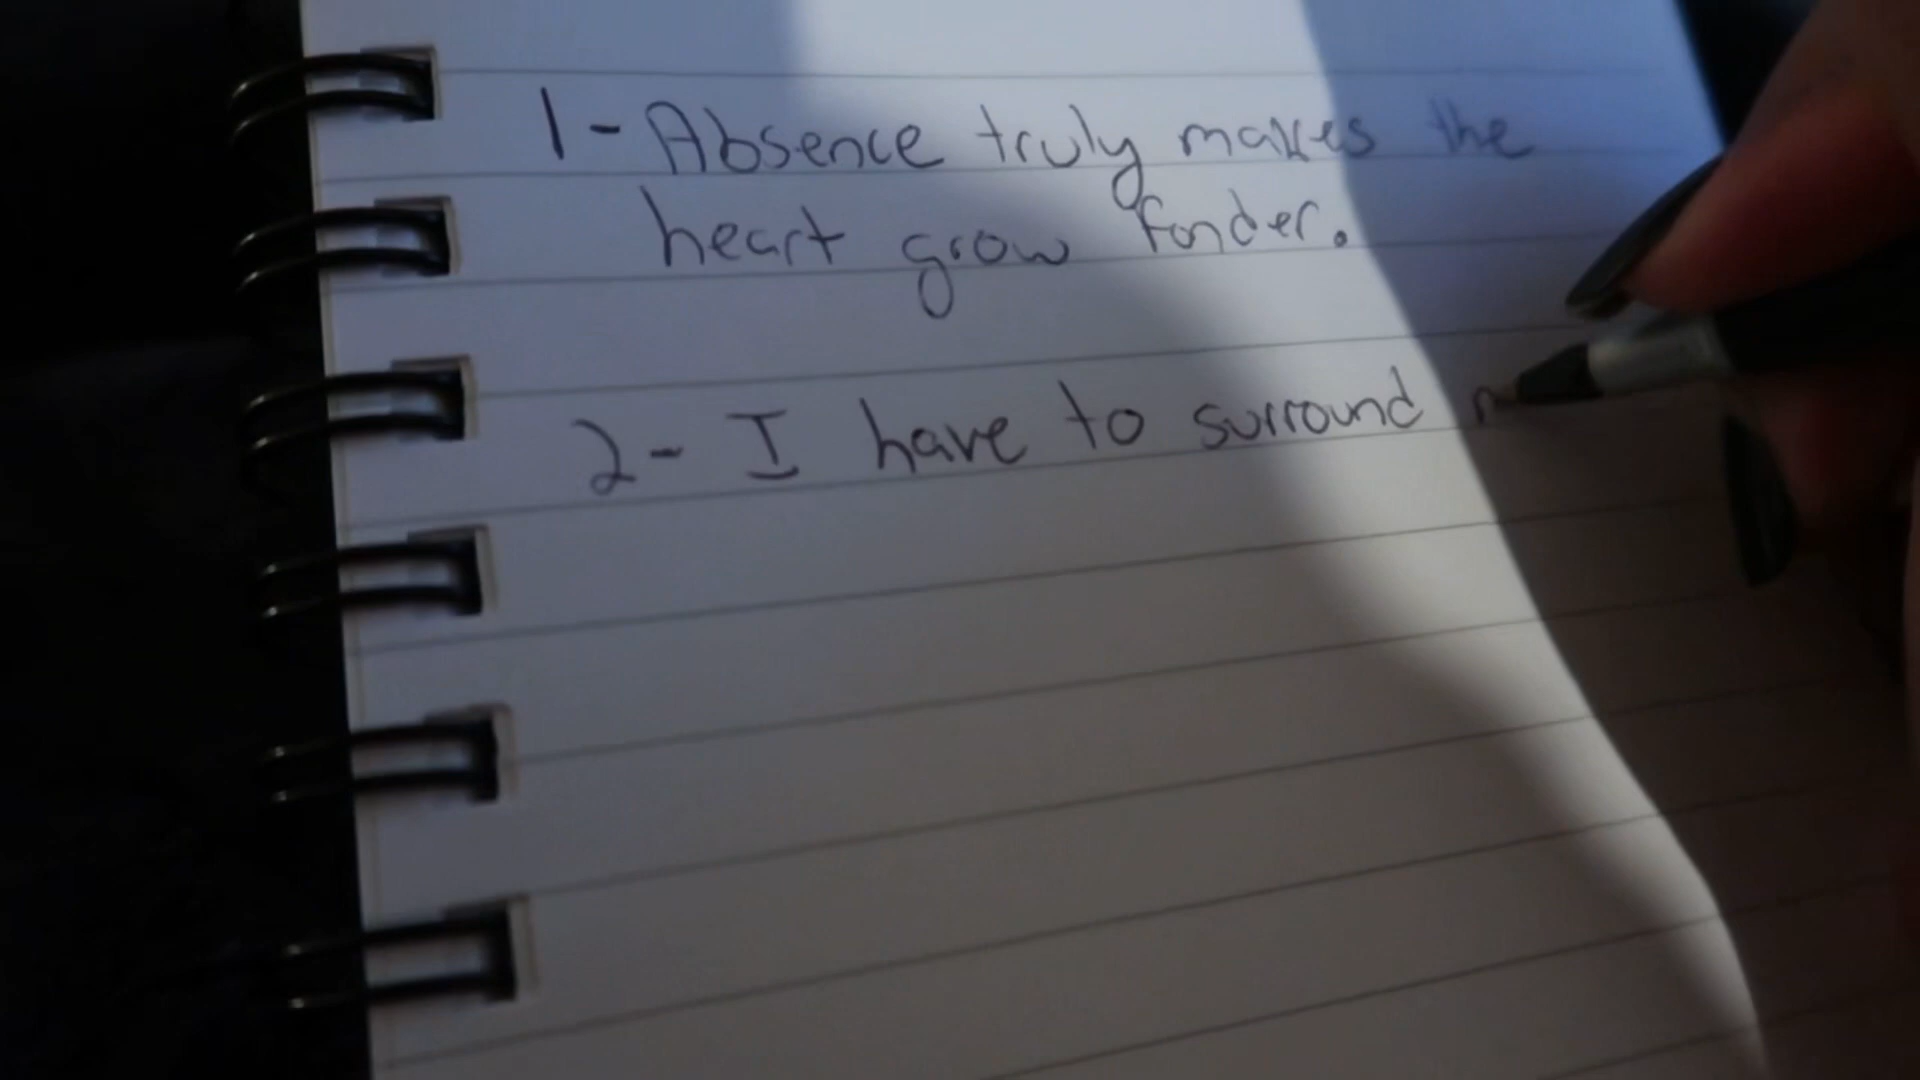 1- Absence truly makes the
heart grow fonder.
2- I have to surround